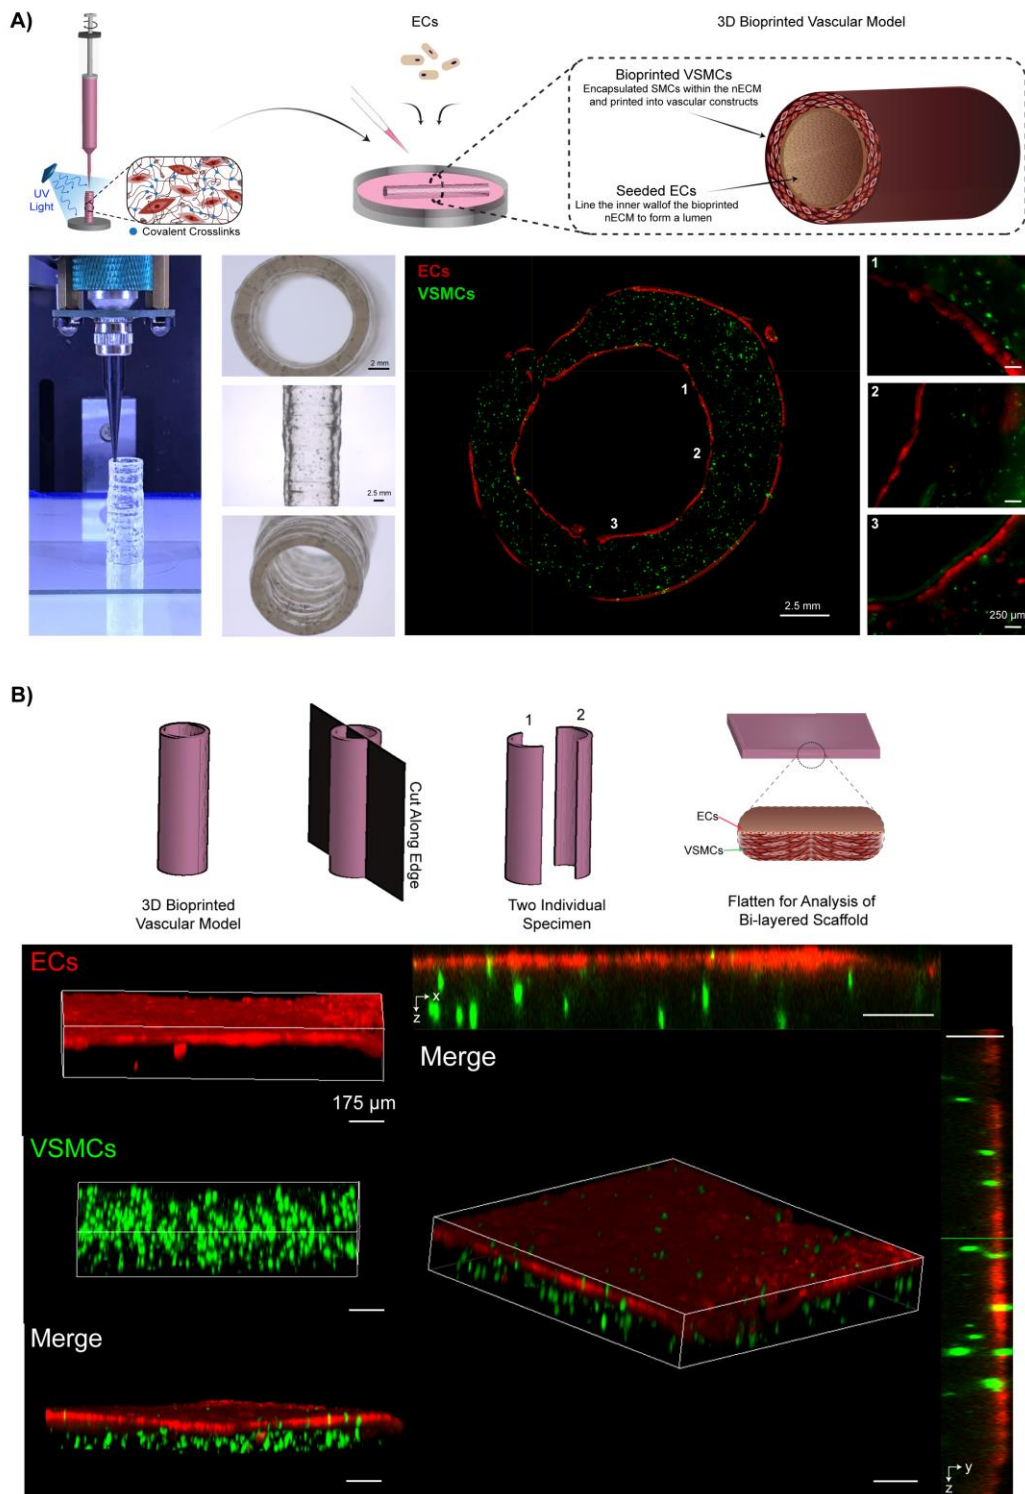 A)
ECs
3D Bioprinted Vascular Model
Bioprinted VSMCs
Encapsulated SMCs within the nECM
and printed into vascular constructs
Seeded ECs
Line the inner wallof the bioprinted
nECM to form a lumen
UV
Light
Covalent Crosslinks
2 mm
2.5 mm
ECs
VSMCs
1
2
3
2.5 mm
1
2
3
250 µm
B)
Cut Along Edge
1
2
ECs
VSMCs
3D Bioprinted
Vascular Model
Two Individual
Specimen
Flatten for Analysis of
Bi-layered Scaffold
ECs
175 µm
x
z
Merge
VSMCs
Merge
y
z